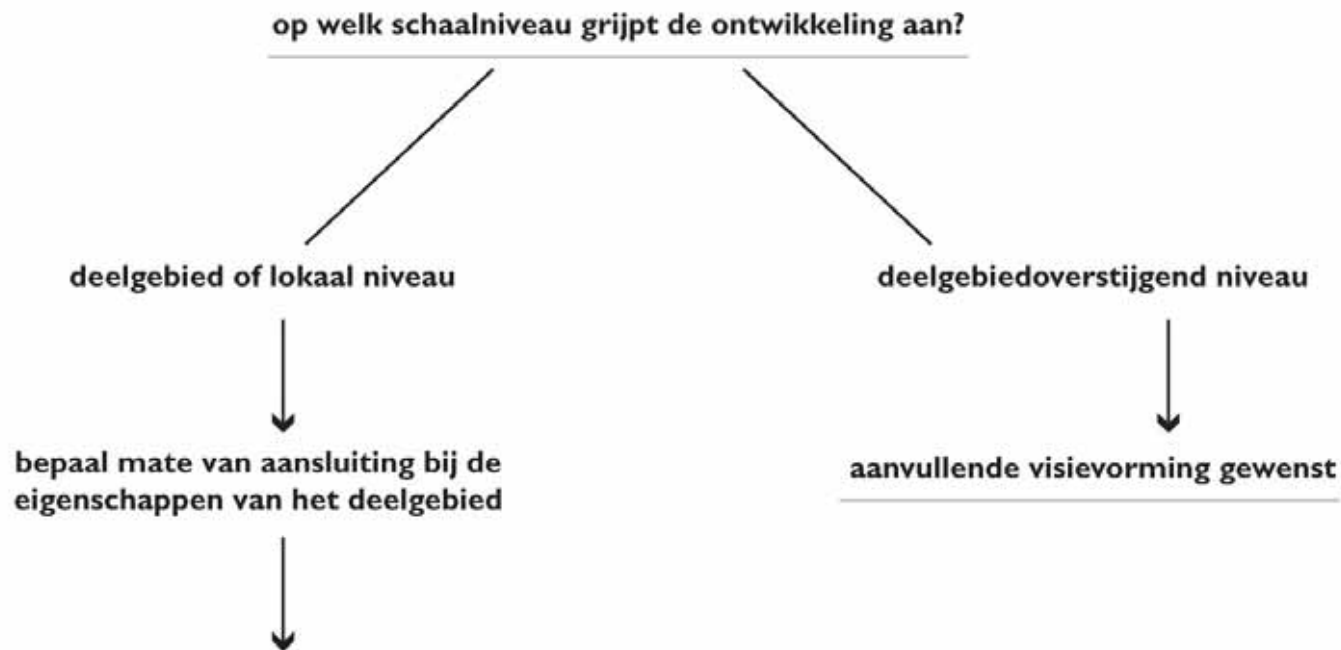 op welk schaalniveau grijpt de ontwikkeling aan?
deelgebied of lokaal niveau
deelgebiedoverstijgend niveau
bepaal mate van aansluiting bij de
eigenschappen van het deelgebied
aanvullende visievorming gewenst